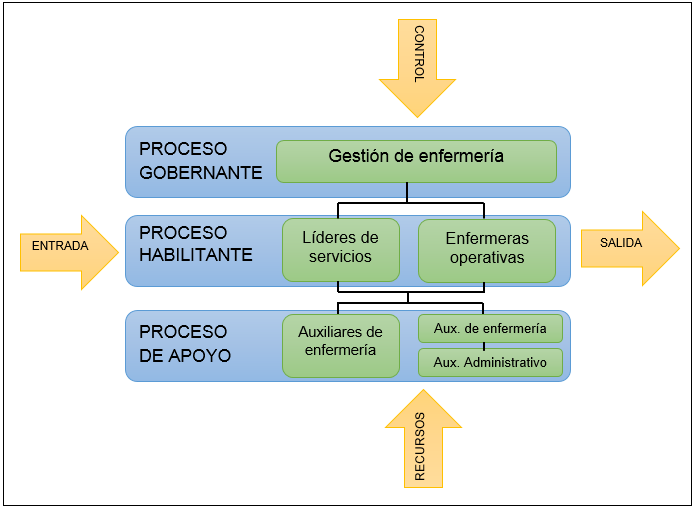 CONTROL
PROCESO
GOBERNANTE
Gestión de enfermería
ENTRADA
PROCESO
HABILITANTE
Líderes de
servicios
Enfermeras
operativas
SALIDA
PROCESO
DE APOYO
Auxiliares de
enfermería
Aux. de enfermería
Aux. Administrativo
RECURSOS